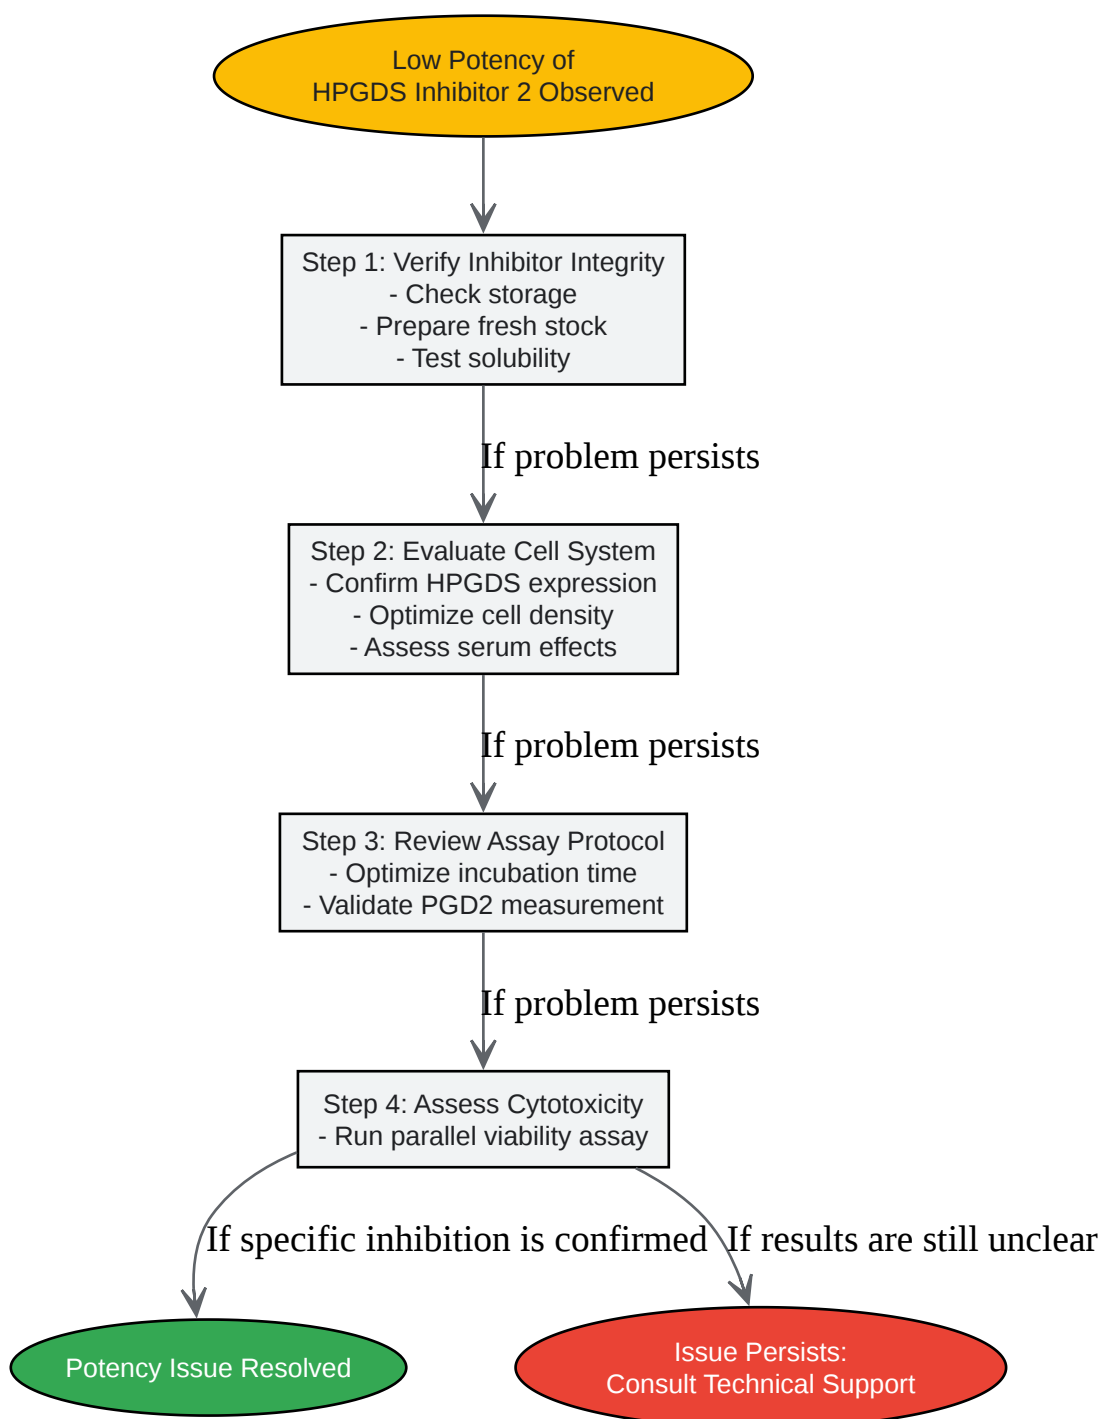 Low Potency of
HPGDS Inhibitor 2 Observed
Step 1: Verify Inhibitor Integrity
- Check storage
- Prepare fresh stock
- Test solubility
If problem persists
Step 2: Evaluate Cell System
- Confirm HPGDS expression
- Optimize cell density
- Assess serum effects
If problem persists
Step 3: Review Assay Protocol
- Optimize incubation time
- Validate PGD2 measurement
If problem persists
Step 4: Assess Cytotoxicity
- Run parallel viability assay
If specific inhibition is confirmed
If results are still unclear
Potency Issue Resolved
Issue Persists:
Consult Technical Support